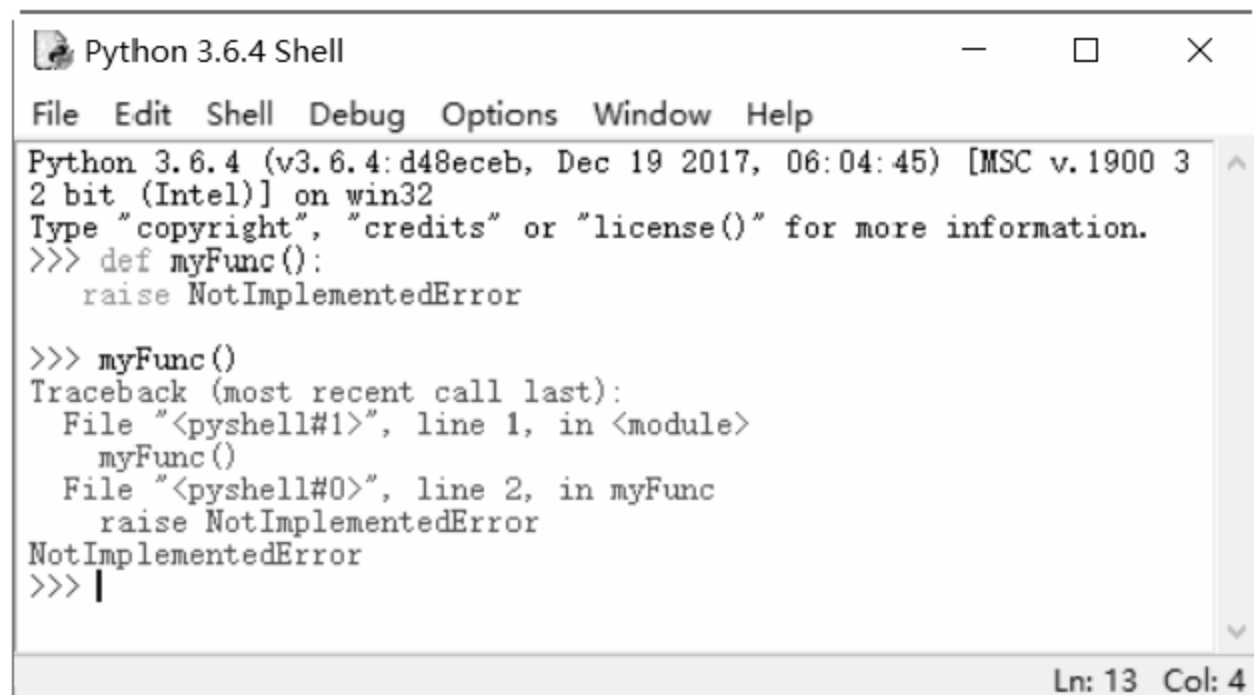 Python 3.6.4 Shell
File Edit Shell Debug Options Window Help
Python 3.6.4 (v3.6.4:d48eceb, Dec 19 2017, 06:04:45) [MSC v.1900 3
2 bit (Intel)] on win32
Type "copyright", "credits" or "license()" for more information.
>>> def myFunc():
   raise NotImplementedError

>>> myFunc()
Traceback (most recent call last):
  File "<pyshell#1>", line 1, in <module>
    myFunc()
  File "<pyshell#0>", line 2, in myFunc
    raise NotImplementedError
NotImplementedError
>>>
Ln: 13 Col: 4